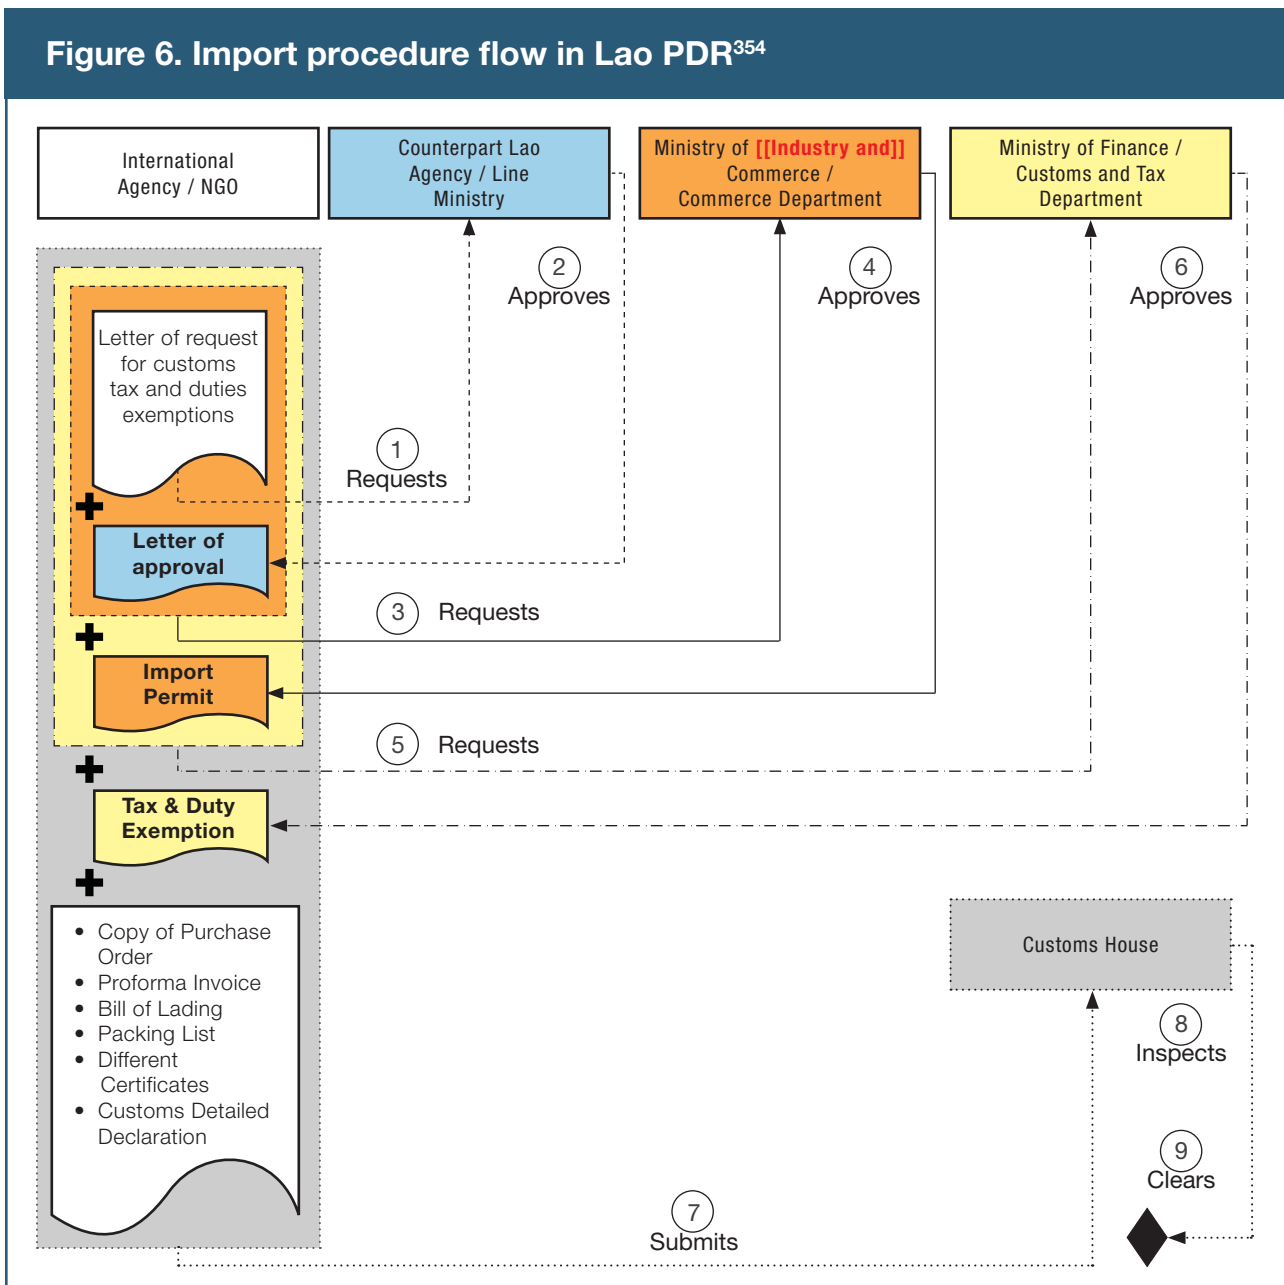 Figure 6. Import procedure flow in Lao PDR354
International
Agency / NGO
Counterpart Lao
Agency / Line
Ministry
Ministry of [[Industry and]]
Commerce /
Commerce Department
Ministry of Finance /
Customs and Tax
Department
2
Approves
4
Approves
6
Approves
Letter of request
for customs
tax and duties
exemptions
1
Requests
+
Letter of
approval
3 Requests
+
Import
Permit
5 Requests
+
Tax & Duty
Exemption
+
• Copy of Purchase
Order
• Proforma Invoice
• Bill of Lading
• Packing List
• Different
Certificates
• Customs Detailed
Declaration
Customs House
8
Inspects
9
Clears
7
Submits